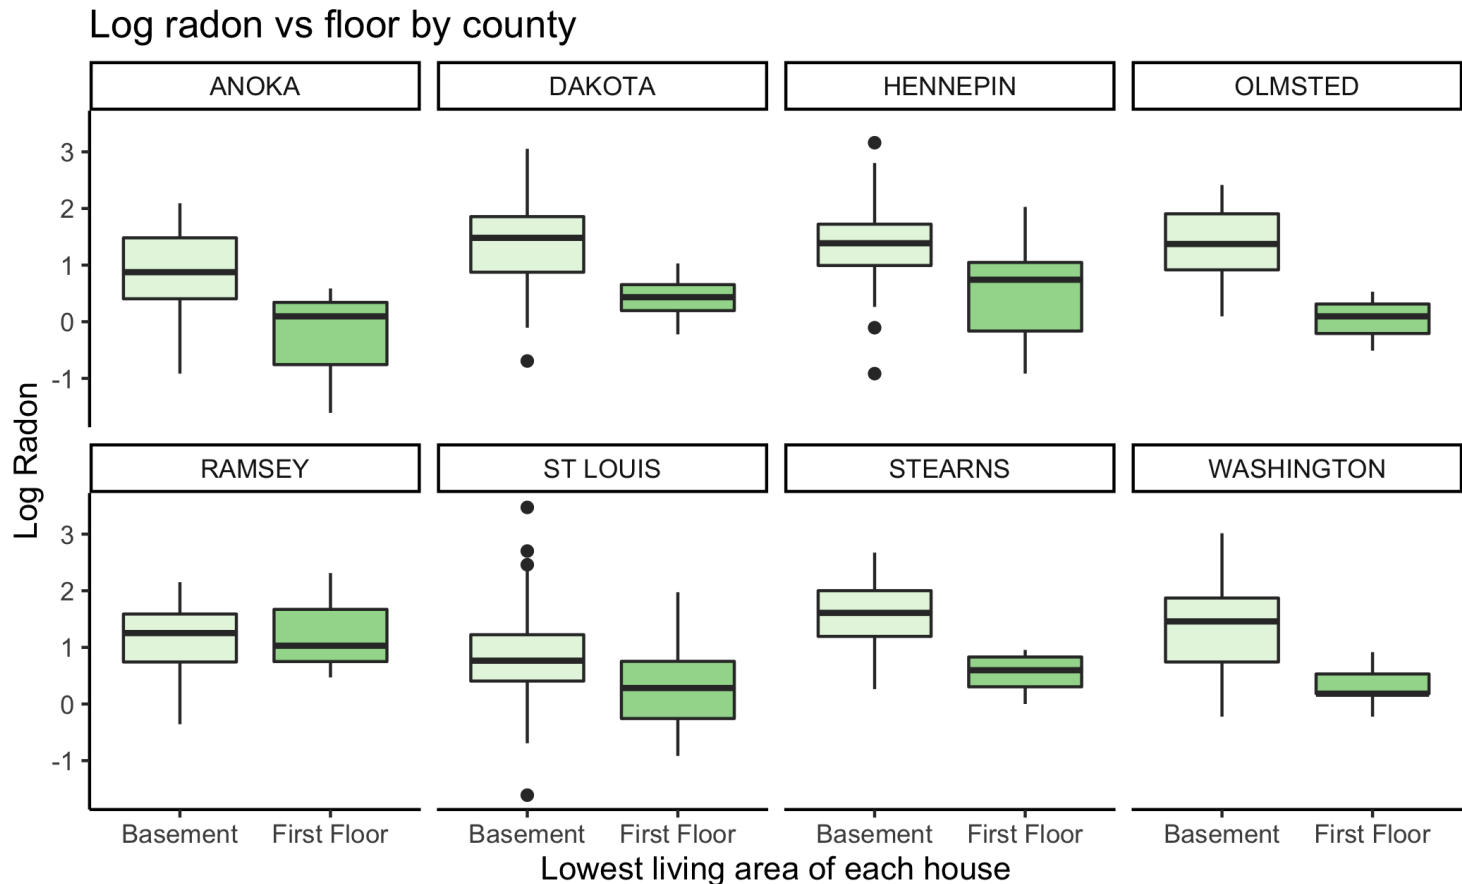 Log radon vs floor by county
ANOKA DAKOTA HENNEPIN OLMSTED
3
2
1
0
-1
Log Radon
RAMSEY ST LOUIS STEARNS WASHINGTON
3
2
1
0
-1
Basement First Floor Basement First Floor Basement First Floor Basement First Floor
Lowest living area of each house